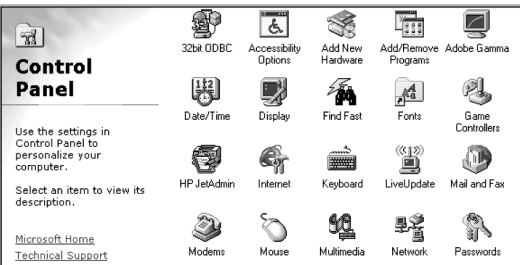 Control
Panel
Use the settings in
Control Panel to
personalize your
computer.
Select an item to view its
description.
Microsoft Home
Technical Support
32bit ODBC
Accessibility
Options
Add New
Hardware
Add/Remove
Programs
Adobe Gamma
Date/Time
Display
Find Fast
Fonts
Game
Controllers
HP JetAdmin
Internet
Keyboard
LiveUpdate
Mail and Fax
Modems
Mouse
Multimedia
Network
Passwords